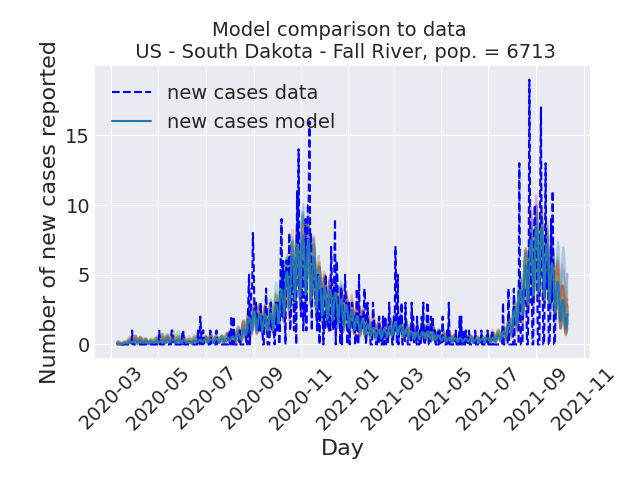 Model comparison to data
US - South Dakota - Fall River, pop. = 6713
new cases data
new cases model
Number of new cases reported
15
10
5
0
2020-03
2020-05
2020-07
2020-09
2020-11
2021-01
2021-03
2021-05
2021-07
2021-09
2021-11
Day